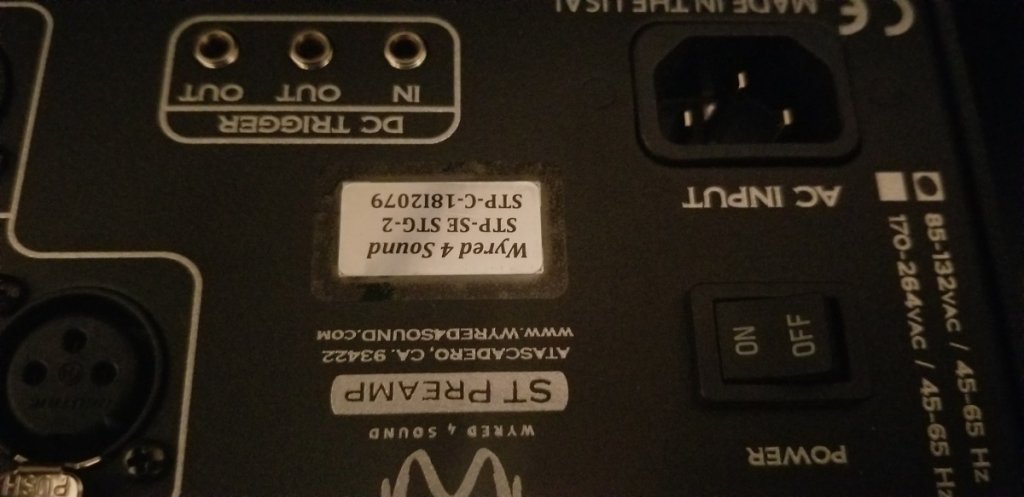 WYRED 4 SOUND
ST PREAMP
ATASCADERO, CA. 93422
WWW.WYRED4SOUND.COM
Wyred 4 Sound
STP-SE STG-2
STP-C-18I2079
DC TRIGGER
IN OUT OUT
POWER
ON OFF
85-132VAC / 45-65 Hz
170-264VAC / 45-65 Hz
AC INPUT
CE MADE IN THE USA!
PUSH